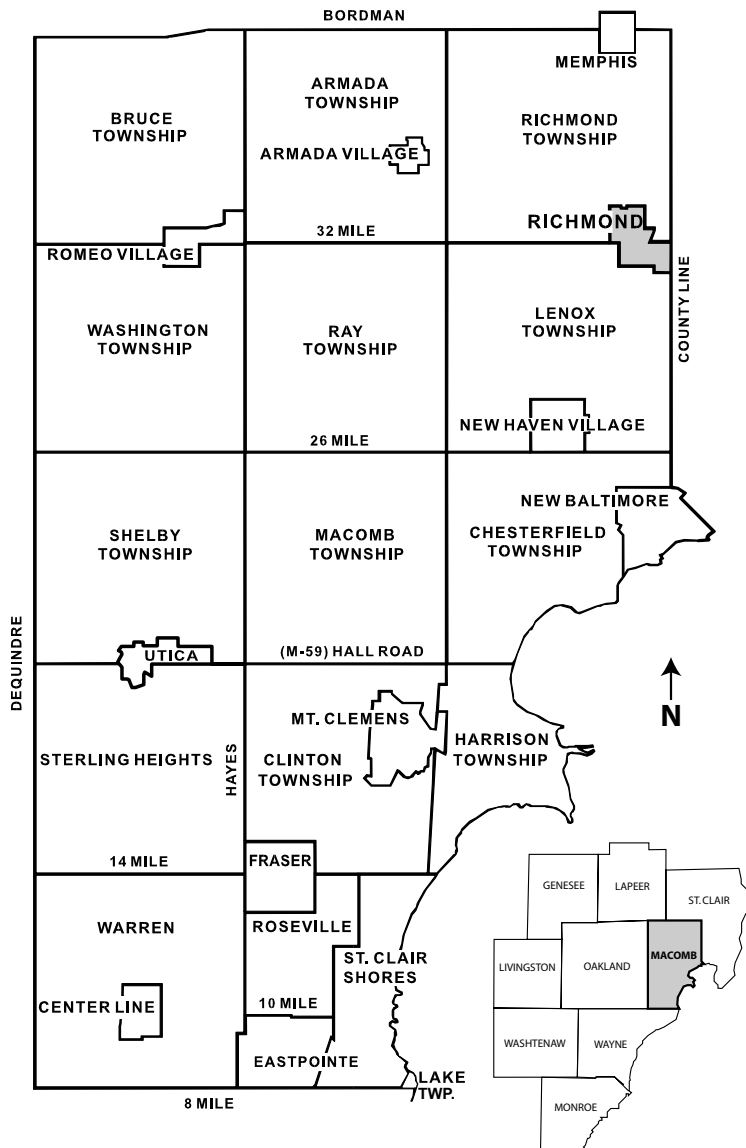 BORDMAN
MEMPHIS
ARMADA
TOWNSHIP
BRUCE
TOWNSHIP
RICHMOND
TOWNSHIP
ARMADA VILLAGE
RICHMOND
32 MILE
ROMEO VILLAGE
COUNTY LINE
WASHINGTON
TOWNSHIP
RAY
TOWNSHIP
LENOX
TOWNSHIP
NEW HAVEN VILLAGE
26 MILE
NEW BALTIMORE
SHELBY
TOWNSHIP
MACOMB
TOWNSHIP
CHESTERFIELD
TOWNSHIP
DEQUINDRE
UTICA
(M-59) HALL ROAD
N
MT. CLEMENS
STERLING HEIGHTS
HAYES
CLINTON
TOWNSHIP
HARRISON
TOWNSHIP
14 MILE
FRASER
WARREN
ROSEVILLE
ST. CLAIR
SHORES
CENTER LINE
10 MILE
EASTPOINTE
LAKE
TWP.
8 MILE
GENESEE
LAPEER
ST. CLAIR
LIVINGSTON
OAKLAND
MACOMB
WASHTENAW
WAYNE
MONROE